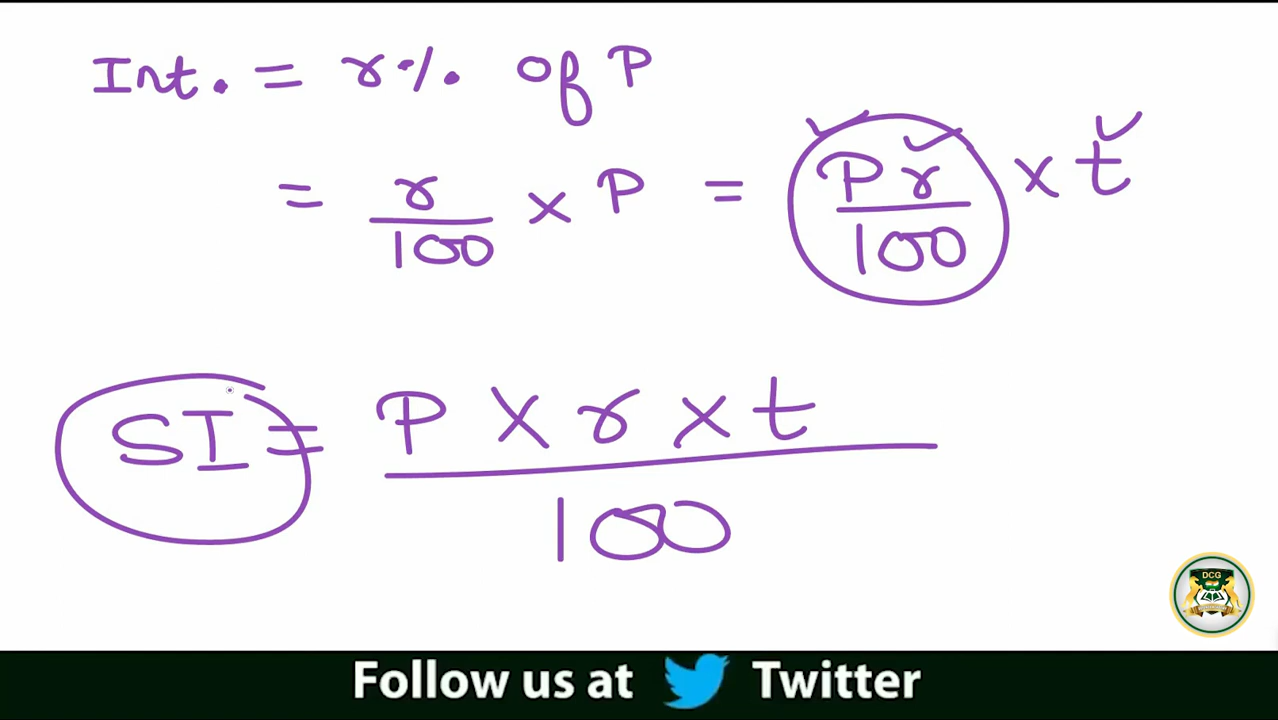 Int. = r % of P
= r/100 × P = Pr/100 × t
SI = P × r × t / 100
DCG
Follow us at Twitter